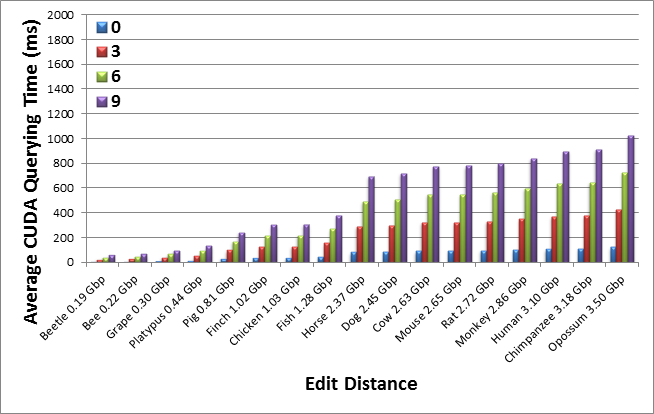 Average CUDA Querying Time (ms)
2000
1800
1600
1400
1200
1000
800
600
400
200
0
0
3
6
9
Beetle 0.19 Gbp
Bee 0.22 Gbp
Grape 0.30 Gbp
Platypus 0.44 Gbp
Pig 0.81 Gbp
Finch 1.02 Gbp
Chicken 1.03 Gbp
Fish 1.28 Gbp
Horse 2.37 Gbp
Dog 2.45 Gbp
Cow 2.63 Gbp
Mouse 2.65 Gbp
Rat 2.72 Gbp
Monkey 2.86 Gbp
Human 3.10 Gbp
Chimpanzee 3.18 Gbp
Opossum 3.50 Gbp
Edit Distance